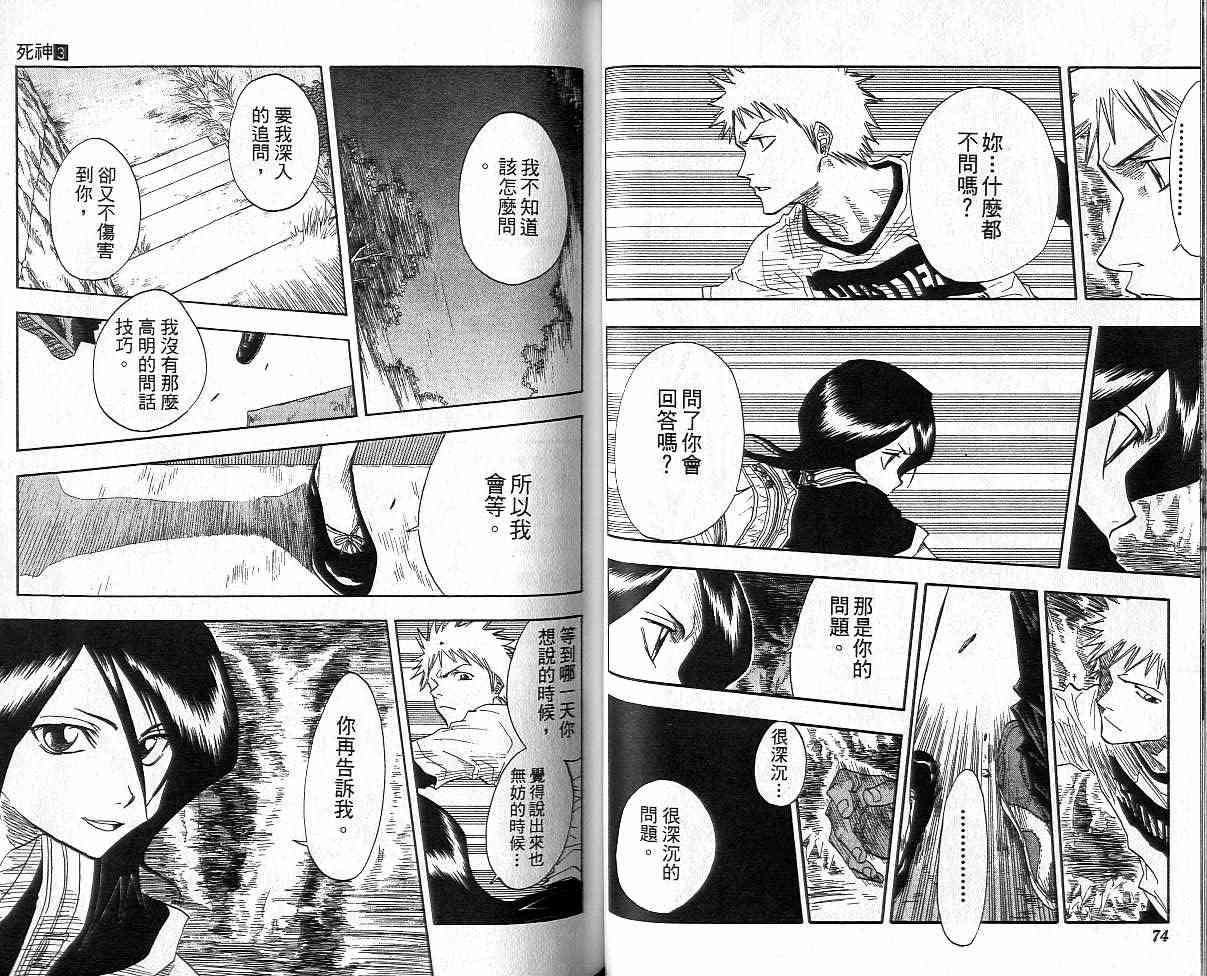 …………
妳…什麼都
不問嗎？
問了你會
回答嗎？
那是你的
問題。
…………
很深沉…
很深沉的
問題。
74
死神3
我不知道
該怎麼問
。
要我深入
的追問，
卻又不傷害
到你，
我沒有那麼
高明的問話
技巧。
所以我
會等。
等到哪一天你
想說的時候，
覺得說出來也
無妨的時候…
你再告訴我。